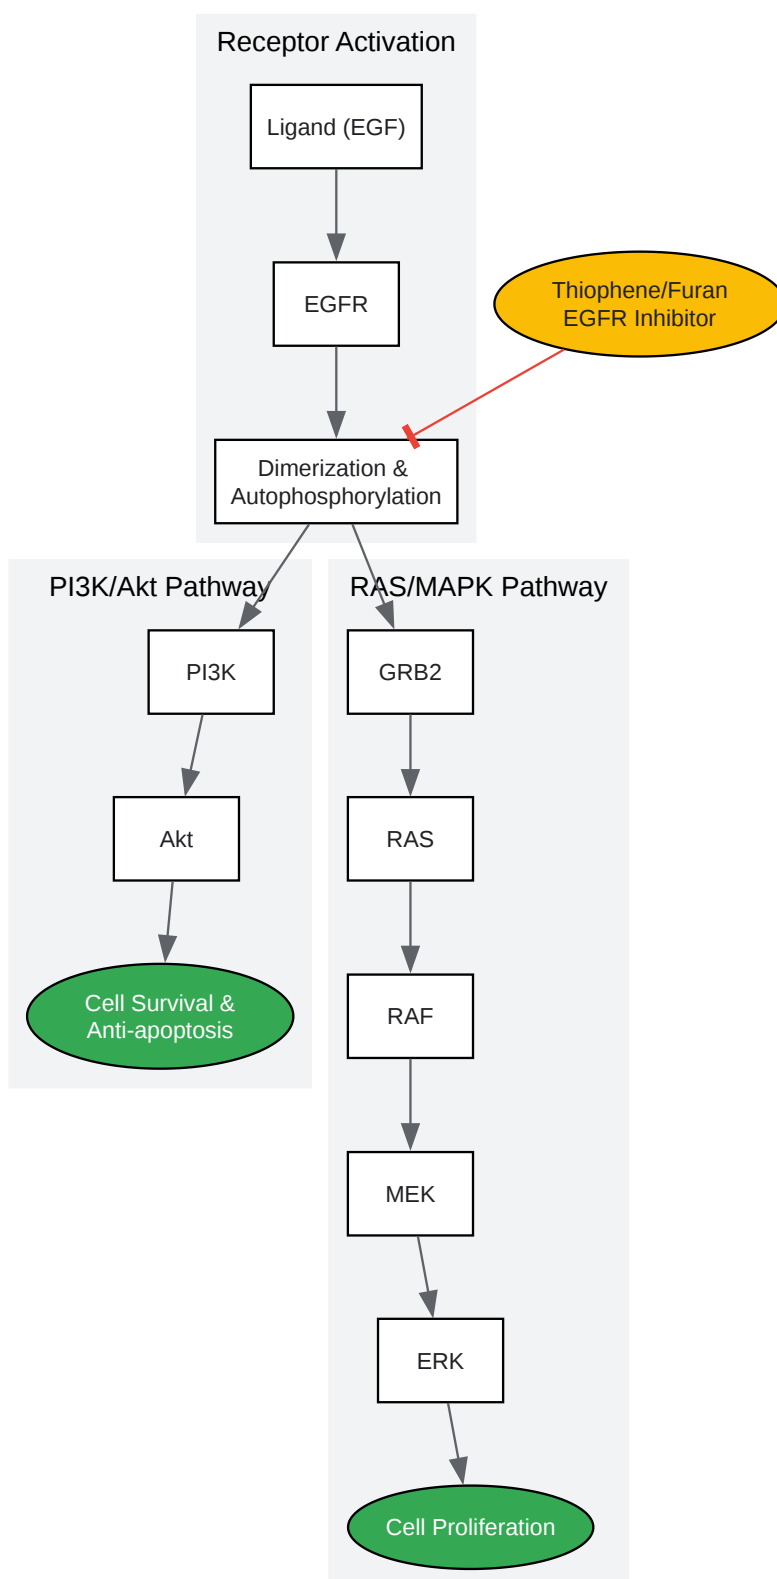 Receptor Activation
Ligand (EGF)
EGFR
Thiophene/Furan
EGFR Inhibitor
Dimerization &
Autophosphorylation
PI3K/Akt Pathway
RAS/MAPK Pathway
PI3K
GRB2
Akt
RAS
Cell Survival &
Anti-apoptosis
RAF
MEK
ERK
Cell Proliferation